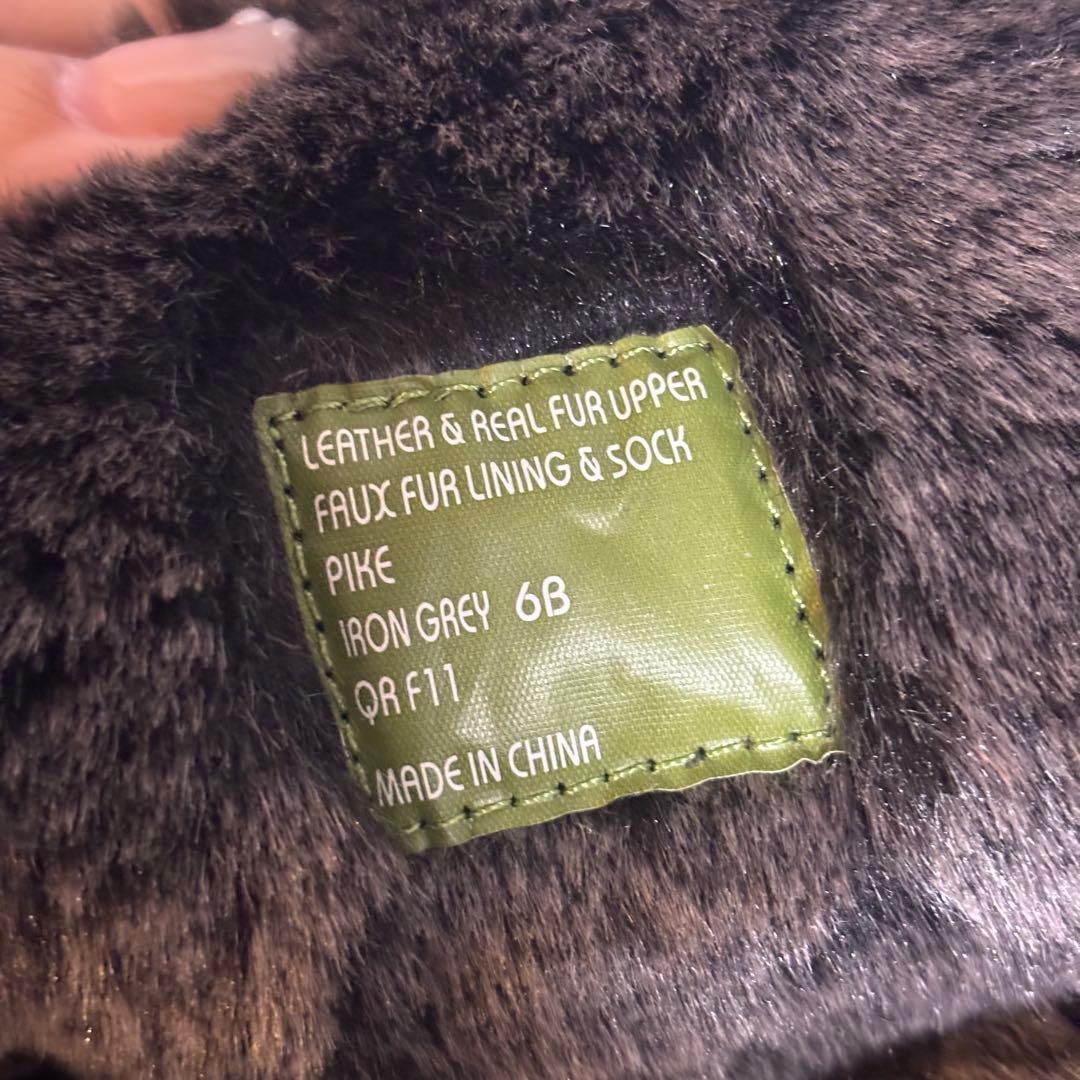 LEATHER & REAL FUR UPPER
FAUX FUR LINING & SOCK
PIKE
IRON GREY 6B
QR F11
MADE IN CHINA